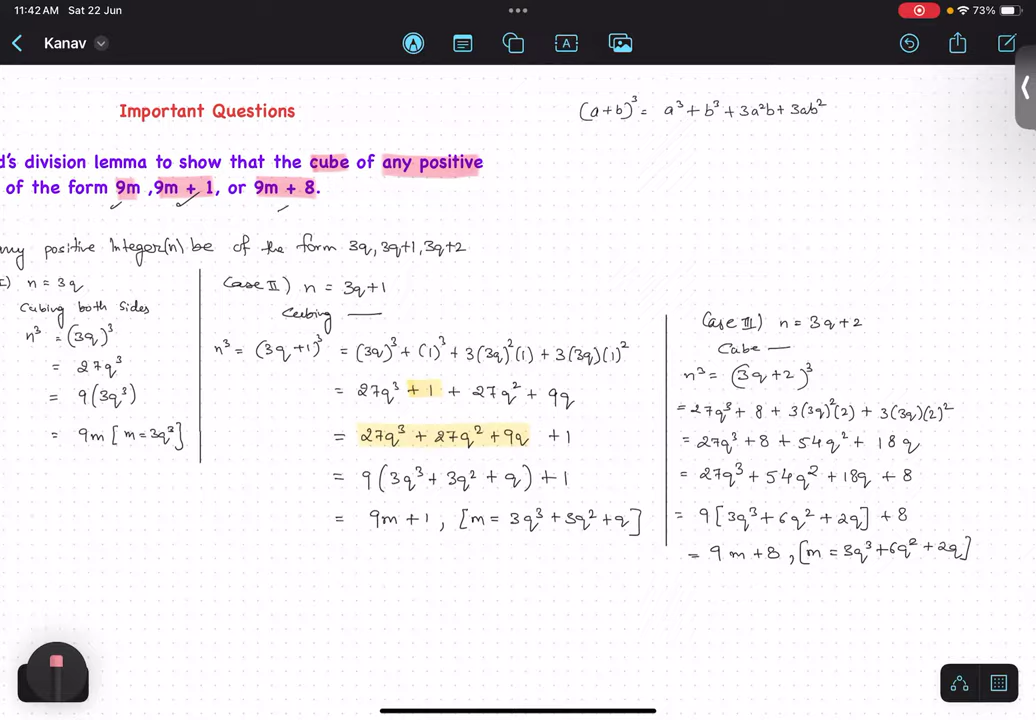 11:42 AM Sat 22 Jun
73%
Kanav
A
Important Questions
(a+b)³ = a³ + b³ + 3a²b + 3ab²
d's division lemma to show that the cube of any positive
of the form 9m ,9m + 1, or 9m + 8.
any positive Integer(n) be of the form 3q, 3q+1, 3q+2
I) n = 3q
Cubing both sides
n³ = (3q)³
= 27q³
= 9(3q³)
= 9m [m = 3q³]
Case II) n = 3q+1
Cubing —
n³ = (3q+1)³ = (3q)³ + (1)³ + 3(3q)²(1) + 3(3q)(1)²
= 27q³ + 1 + 27q² + 9q
= 27q³ + 27q² + 9q + 1
= 9(3q³ + 3q² + q) + 1
= 9m + 1, [m = 3q³ + 3q² + q]
Case III) n = 3q + 2
Cube —
n³ = (3q + 2)³
= 27q³ + 8 + 3(3q)²(2) + 3(3q)(2)²
= 27q³ + 8 + 54q² + 18q
= 27q³ + 54q² + 18q + 8
= 9[3q³ + 6q² + 2q] + 8
= 9m + 8, [m = 3q³ + 6q² + 2q]